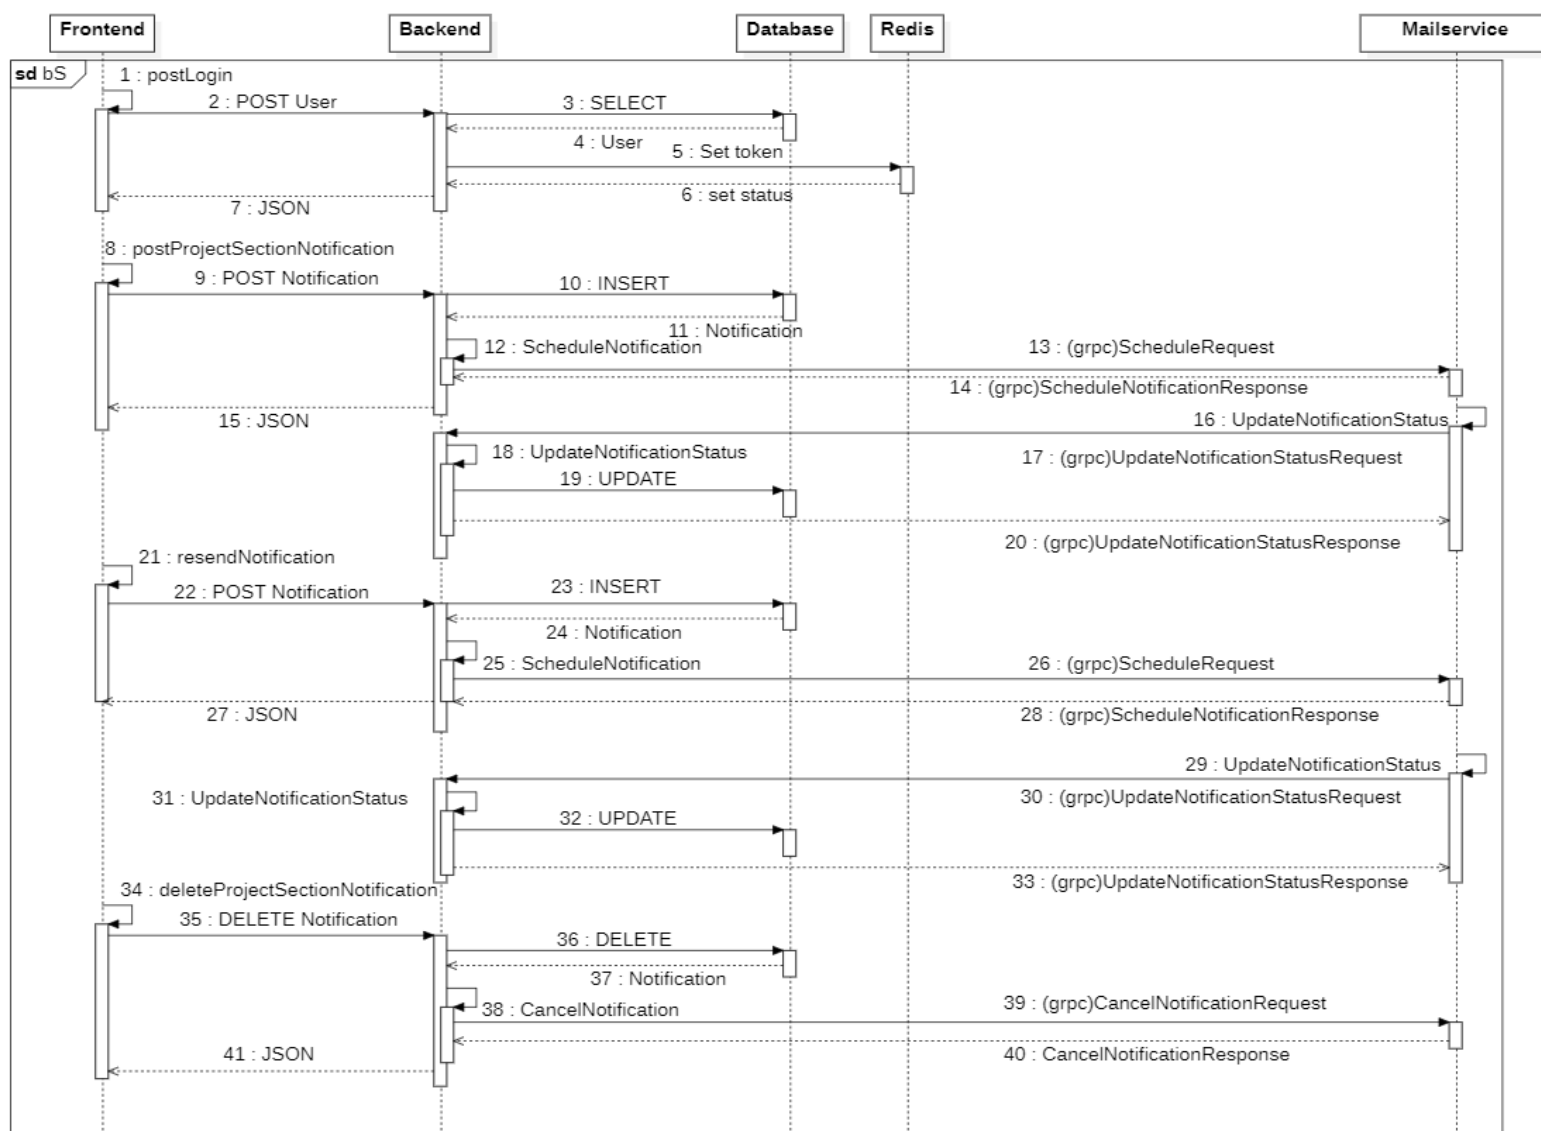 Frontend
Backend
Database
Redis
Mailservice
sd bS
1 : postLogin
2 : POST User
3 : SELECT
4 : User
5 : Set token
6 : set status
7 : JSON
8 : postProjectSectionNotification
9 : POST Notification
10 : INSERT
11 : Notification
12 : ScheduleNotification
13 : (grpc)ScheduleRequest
14 : (grpc)ScheduleNotificationResponse
15 : JSON
16 : UpdateNotificationStatus
17 : (grpc)UpdateNotificationStatusRequest
18 : UpdateNotificationStatus
19 : UPDATE
20 : (grpc)UpdateNotificationStatusResponse
21 : resendNotification
22 : POST Notification
23 : INSERT
24 : Notification
25 : ScheduleNotification
26 : (grpc)ScheduleRequest
27 : JSON
28 : (grpc)ScheduleNotificationResponse
29 : UpdateNotificationStatus
30 : (grpc)UpdateNotificationStatusRequest
31 : UpdateNotificationStatus
32 : UPDATE
33 : (grpc)UpdateNotificationStatusResponse
34 : deleteProjectSectionNotification
35 : DELETE Notification
36 : DELETE
37 : Notification
38 : CancelNotification
39 : (grpc)CancelNotificationRequest
40 : CancelNotificationResponse
41 : JSON